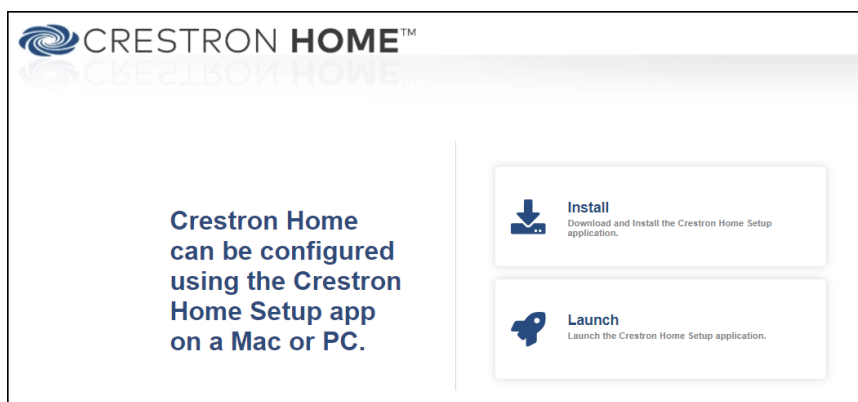 CRESTRON HOME™
Crestron Home
can be configured
using the Crestron
Home Setup app
on a Mac or PC.
Install
Download and Install the Crestron Home Setup
application.
Launch
Launch the Crestron Home Setup application.